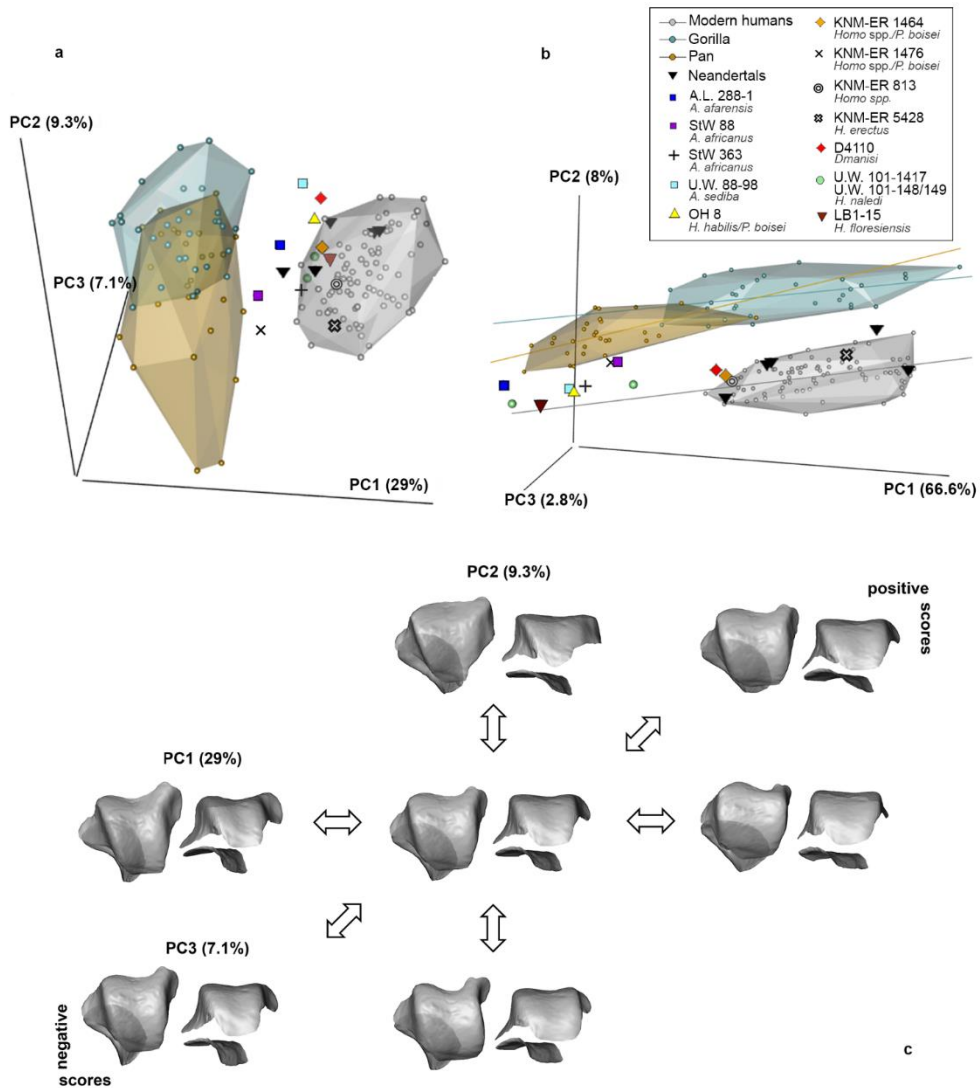 a
PC2 (9.3%)
PC3 (7.1%)
PC1 (29%)
b
PC2 (8%)
PC3 (2.8%)
PC1 (66.6%)
Modern humans
Gorilla
Pan
Neandertals
A.L. 288-1
A. afarensis
StW 88
A. africanus
StW 363
A. africanus
U.W. 88-98
A. sediba
OH 8
H. habilis/P. boisei
KNM-ER 1464
Homo spp./P. boisei
KNM-ER 1476
Homo spp./P. boisei
KNM-ER 813
Homo spp.
KNM-ER 5428
H. erectus
D4110
Dmanisi
U.W. 101-1417
U.W. 101-148/149
H. naledi
LB1-15
H. floresiensis
PC2 (9.3%)
positive
scores
PC1 (29%)
PC3 (7.1%)
negative
scores
c